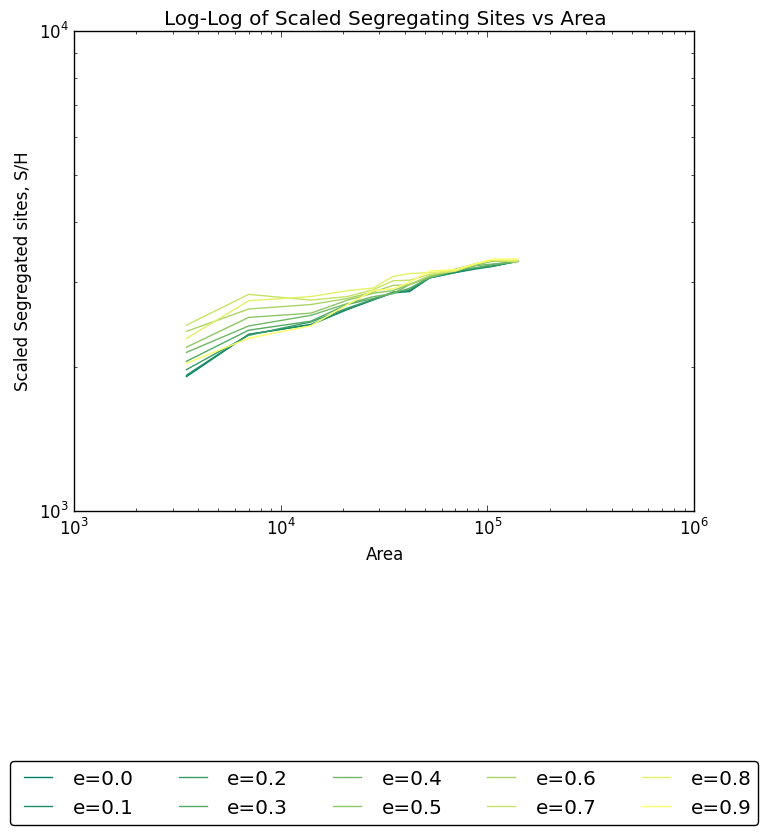 Log-Log of Scaled Segregating Sites vs Area
10^4
Scaled Segregated sites, S/H
10^3
10^3 10^4 10^5 10^6
Area
e=0.0 e=0.2 e=0.4 e=0.6 e=0.8
e=0.1 e=0.3 e=0.5 e=0.7 e=0.9